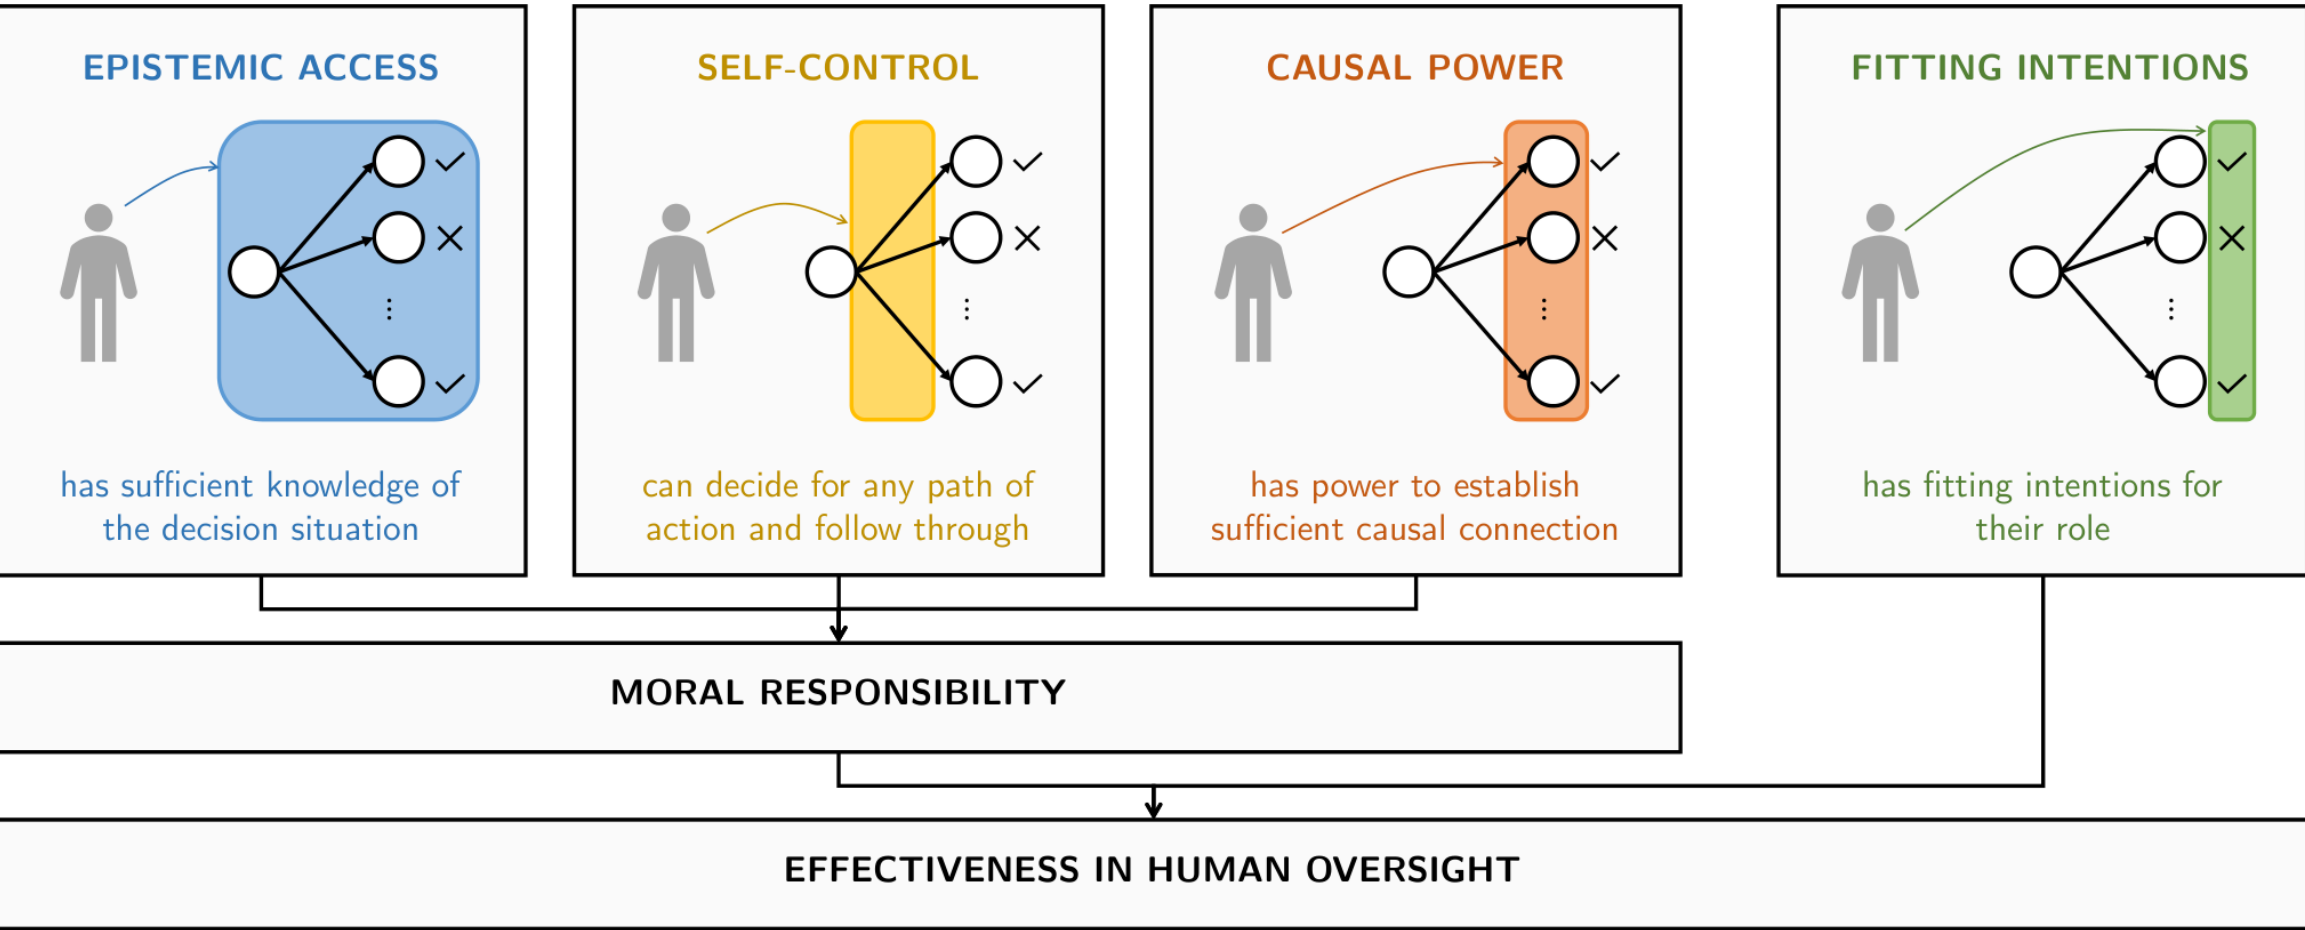 EPISTEMIC ACCESS
has sufficient knowledge of
the decision situation
SELF-CONTROL
can decide for any path of
action and follow through
CAUSAL POWER
has power to establish
sufficient causal connection
FITTING INTENTIONS
has fitting intentions for
their role
MORAL RESPONSIBILITY
EFFECTIVENESS IN HUMAN OVERSIGHT